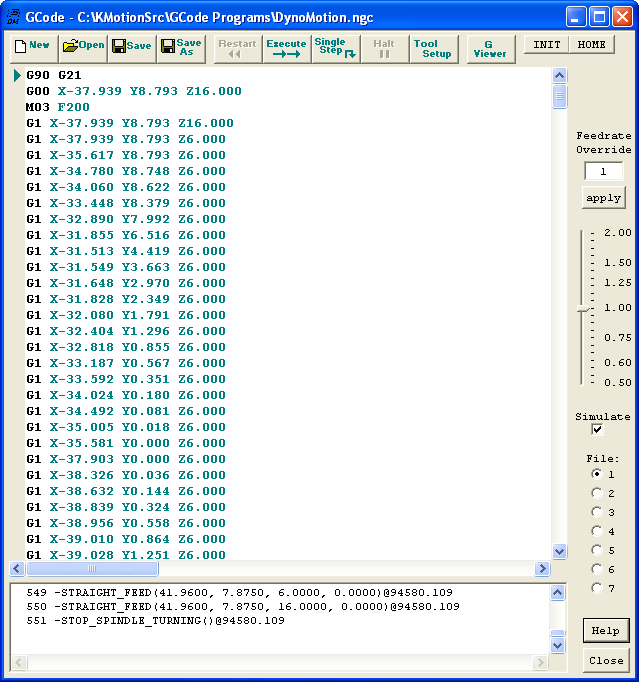 GCode - C:\KMotionSrc\GCode Programs\DynoMotion.ngc
New Open Save Save As Restart Execute Single Step Halt Tool Setup G Viewer INIT HOME
G90 G21
G00 X-37.939 Y8.793 Z16.000
M03 F200
G1 X-37.939 Y8.793 Z16.000
G1 X-37.939 Y8.793 Z6.000
G1 X-35.617 Y8.793 Z6.000
G1 X-34.780 Y8.748 Z6.000
G1 X-34.060 Y8.622 Z6.000
G1 X-33.448 Y8.379 Z6.000
G1 X-32.890 Y7.992 Z6.000
G1 X-31.855 Y6.516 Z6.000
G1 X-31.513 Y4.419 Z6.000
G1 X-31.549 Y3.663 Z6.000
G1 X-31.648 Y2.970 Z6.000
G1 X-31.828 Y2.349 Z6.000
G1 X-32.080 Y1.791 Z6.000
G1 X-32.404 Y1.296 Z6.000
G1 X-32.818 Y0.855 Z6.000
G1 X-33.187 Y0.567 Z6.000
G1 X-33.592 Y0.351 Z6.000
G1 X-34.024 Y0.180 Z6.000
G1 X-34.492 Y0.081 Z6.000
G1 X-35.005 Y0.018 Z6.000
G1 X-35.581 Y0.000 Z6.000
G1 X-37.903 Y0.000 Z6.000
G1 X-38.326 Y0.036 Z6.000
G1 X-38.632 Y0.144 Z6.000
G1 X-38.839 Y0.324 Z6.000
G1 X-38.956 Y0.558 Z6.000
G1 X-39.010 Y0.864 Z6.000
G1 X-39.028 Y1.251 Z6.000
549 -STRAIGHT_FEED(41.9600, 7.8750, 6.0000, 0.0000)@94580.109
550 -STRAIGHT_FEED(41.9600, 7.8750, 16.0000, 0.0000)@94580.109
551 -STOP_SPINDLE_TURNING()@94580.109
Feedrate
Override
1
apply
2.00
1.50
1.25
1.00
0.75
0.60
0.50
Simulate
File:
1
2
3
4
5
6
7
Help
Close